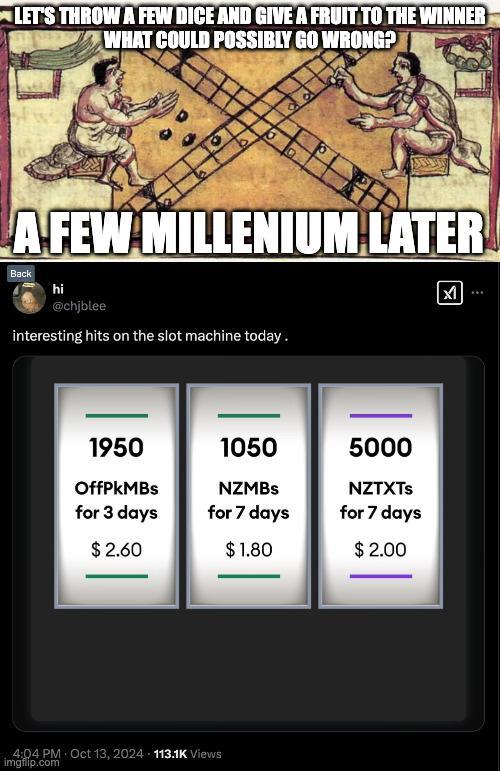 LET'S THROW A FEW DICE AND GIVE A FRUIT TO THE WINNER
WHAT COULD POSSIBLY GO WRONG?
A FEW MILLENIUM LATER
Back
hi
@chjblee
interesting hits on the slot machine today .
1950
OffPkMBs
for 3 days
$ 2.60
1050
NZMBs
for 7 days
$ 1.80
5000
NZTXTs
for 7 days
$ 2.00
4:04 PM · Oct 13, 2024 · 113.1K Views
imgflip.com